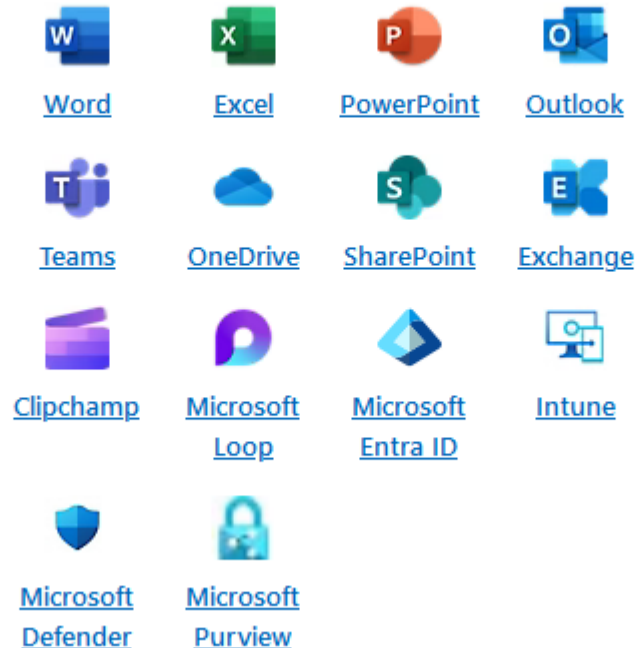 W X P O
Word Excel PowerPoint Outlook
T S E
Teams OneDrive SharePoint Exchange
Clipchamp Microsoft Microsoft Intune
Loop Entra ID
Microsoft Microsoft
Defender Purview